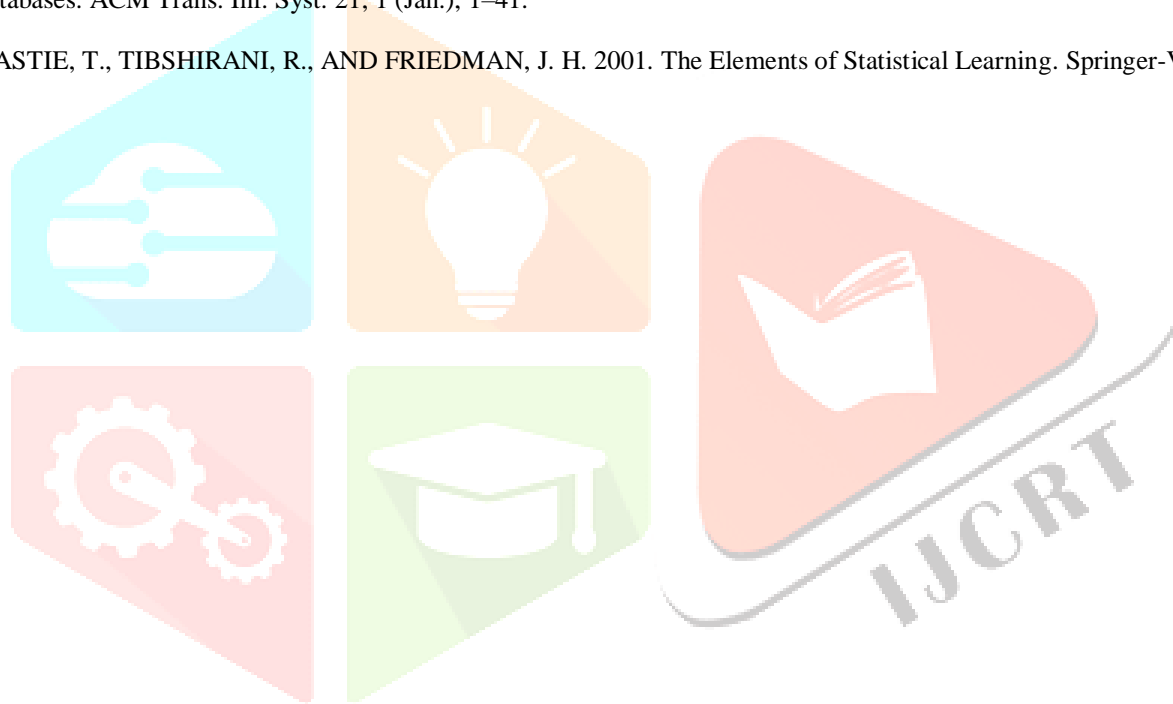 tabases. ACM Trans. Inf. Syst. 21, 1 (Jan.), 1–41.
ASTIE, T., TIBSHIRANI, R., AND FRIEDMAN, J. H. 2001. The Elements of Statistical Learning. Springer-V
IJCRT